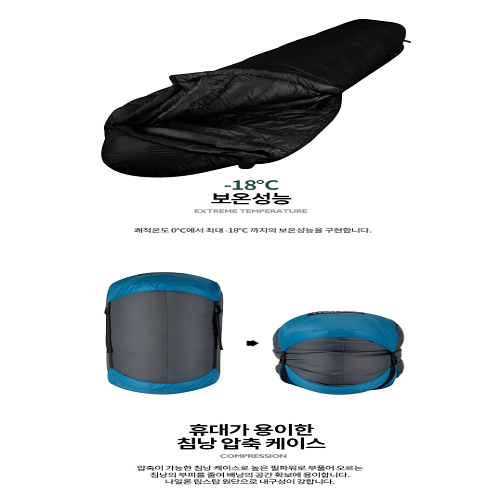 -18°C
보온성능
EXTREME TEMPERATURE
쾌적온도 0°C에서 최대 -18°C 까지의 보온성능을 구현합니다.
휴대가 용이한
침낭 압축 케이스
COMPRESSION
압축이 가능한 침낭 케이스로 높은 필파워로 부풀어 오르는
침낭의 부피를 줄여 배낭의 공간 확보에 용이합니다.
나일론 립스탑 원단으로 내구성이 강합니다.